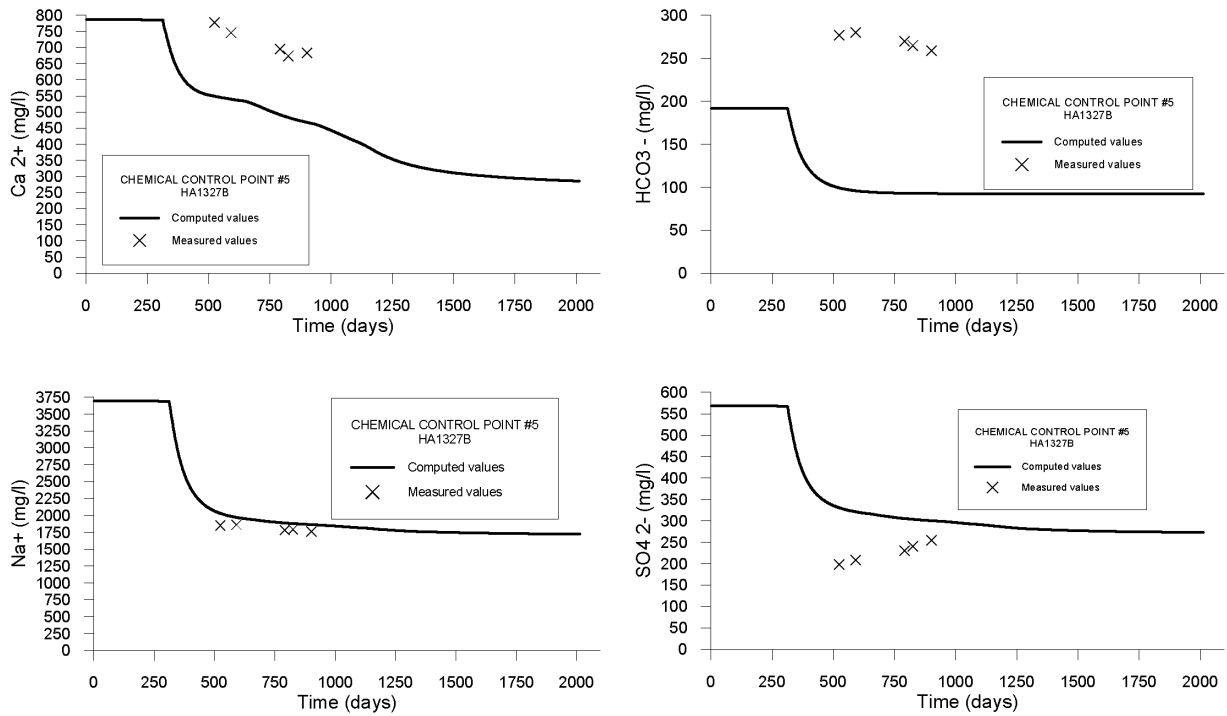 800
750
700
650
600
550
500
450
400
350
300
250
200
150
100
50
0
Ca 2+ (mg/l)
CHEMICAL CONTROL POINT #5
HA1327B
Computed values
Measured values
0 250 500 750 1000 1250 1500 1750 2000
Time (days)
300
250
200
150
100
50
0
HCO3 - (mg/l)
CHEMICAL CONTROL POINT #5
HA1327B
Computed values
Measured values
0 250 500 750 1000 1250 1500 1750 2000
Time (days)
3750
3500
3250
3000
2750
2500
2250
2000
1750
1500
1250
1000
750
500
250
0
Na+ (mg/l)
CHEMICAL CONTROL POINT #5
HA1327B
Computed values
Measured values
0 250 500 750 1000 1250 1500 1750 2000
Time (days)
600
550
500
450
400
350
300
250
200
150
100
50
0
SO4 2- (mg/l)
CHEMICAL CONTROL POINT #5
HA1327B
Computed values
Measured values
0 250 500 750 1000 1250 1500 1750 2000
Time (days)